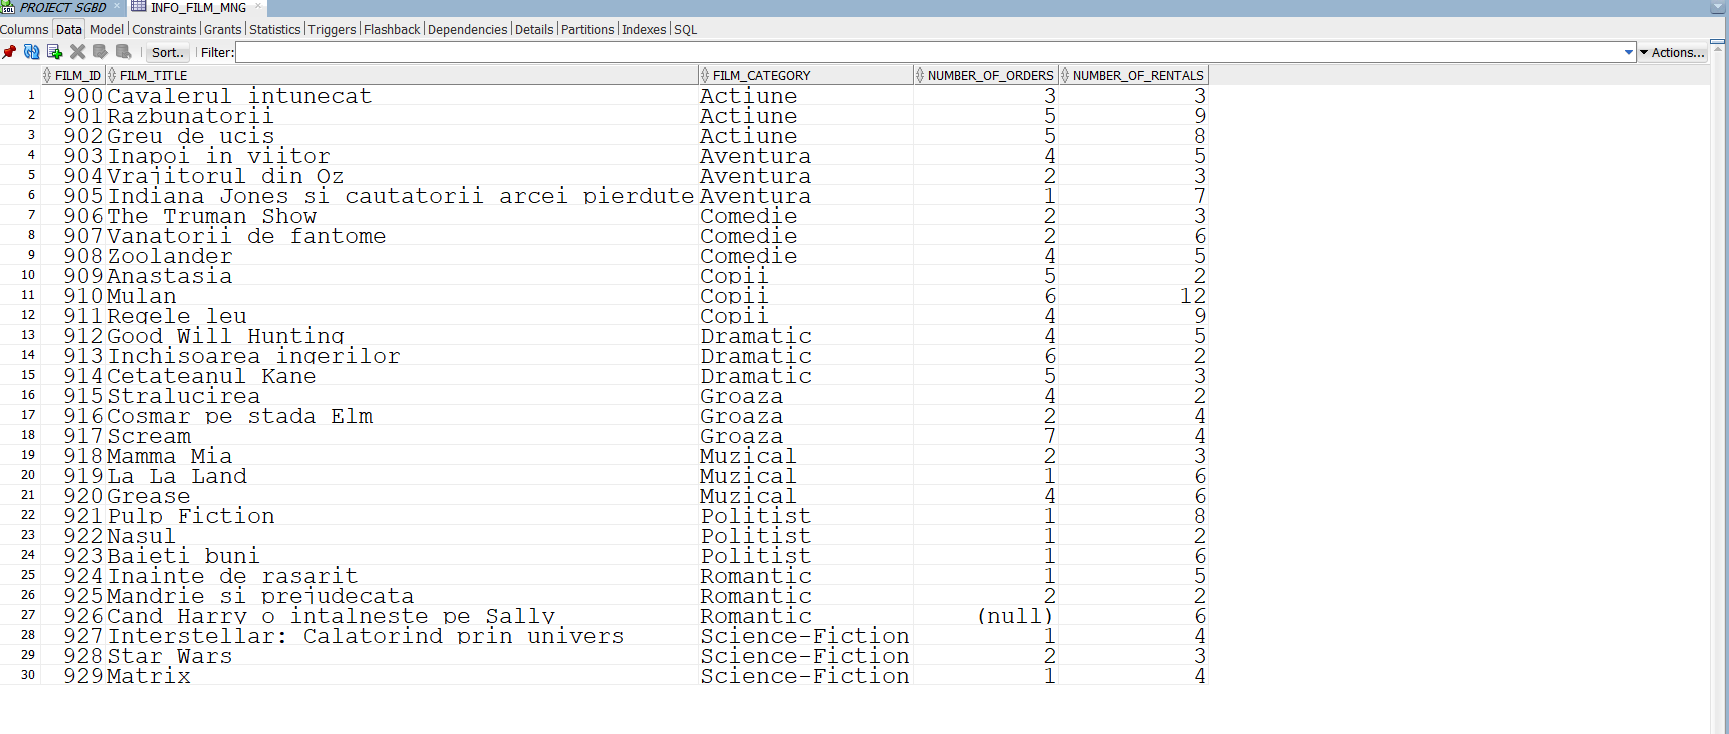 PROIECT SGBD INFO_FILM_MNG
Columns Data Model Constraints Grants Statistics Triggers Flashback Dependencies Details Partitions Indexes SQL
Sort.. Filter: Actions...
FILM_ID FILM_TITLE FILM_CATEGORY NUMBER_OF_ORDERS NUMBER_OF_RENTALS
1 900 Cavalerul intunecat Actiune 3 3
2 901 Razbunatorii Actiune 5 9
3 902 Greu de ucis Actiune 5 8
4 903 Inapoi in viitor Aventura 4 5
5 904 Vrajitorul din Oz Aventura 2 3
6 905 Indiana Jones si cautatorii arcei pierdute Aventura 1 7
7 906 The Truman Show Comedie 2 3
8 907 Vanatorii de fantome Comedie 2 6
9 908 Zoolander Comedie 4 5
10 909 Anastasia Copii 5 2
11 910 Mulan Copii 6 12
12 911 Regele leu Copii 4 9
13 912 Good Will Hunting Dramatic 4 5
14 913 Inchisoarea ingerilor Dramatic 6 2
15 914 Cetateanul Kane Dramatic 5 3
16 915 Stralucirea Groaza 4 2
17 916 Cosmar pe stada Elm Groaza 2 4
18 917 Scream Groaza 7 4
19 918 Mamma Mia Muzical 2 3
20 919 La La Land Muzical 1 6
21 920 Grease Muzical 4 6
22 921 Pulp Fiction Politist 1 8
23 922 Nasul Politist 1 2
24 923 Baieti buni Politist 1 6
25 924 Inainte de rasarit Romantic 1 5
26 925 Mandrie si prejudecata Romantic 2 2
27 926 Cand Harry o intalneste pe Sally Romantic (null) 6
28 927 Interstellar: Calatorind prin univers Science-Fiction 1 4
29 928 Star Wars Science-Fiction 2 3
30 929 Matrix Science-Fiction 1 4